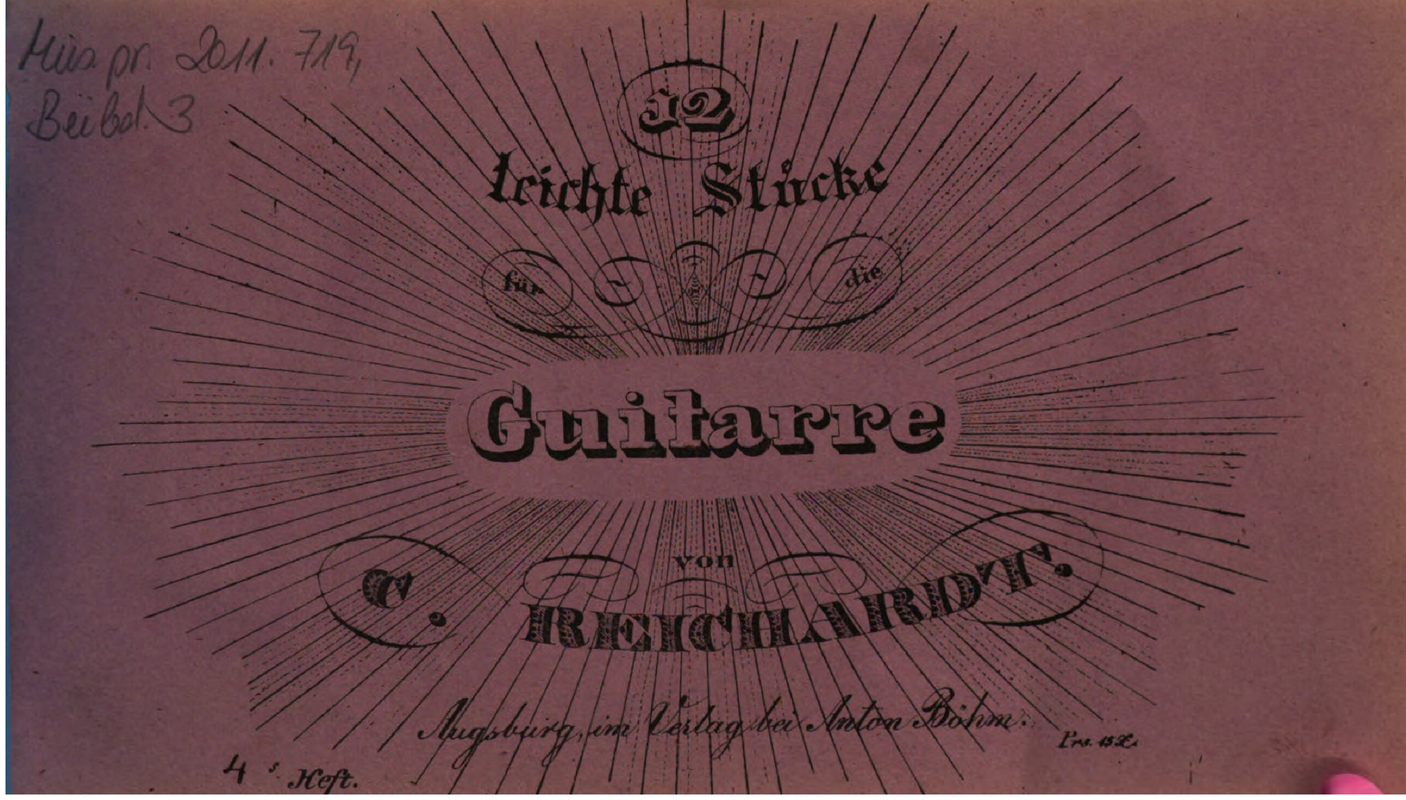 Mus. pr. 2011. 719,
Beibd. 3
12
leichte Stücke
für die
Guitarre
von
C. REICHARDT.
Augsburg, im Verlag bei Anton Böhm.
4s Heft.